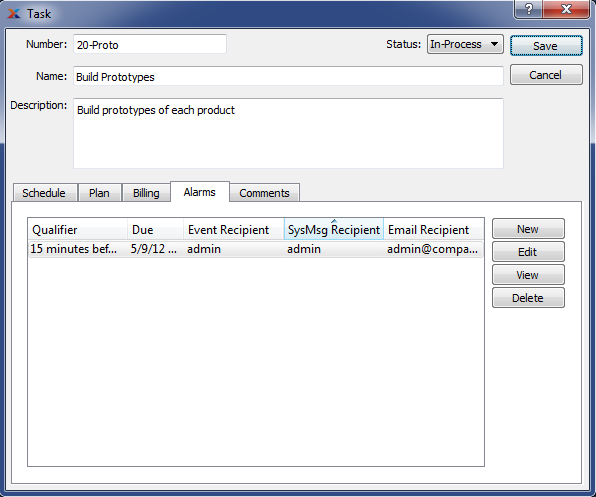 Task
Number: 20-Proto Status: In-Process Save
Name: Build Prototypes Cancel
Description: Build prototypes of each product
Schedule Plan Billing Alarms Comments
Qualifier Due Event Recipient SysMsg Recipient Email Recipient New
15 minutes bef... 5/9/12 ... admin admin admin@compa... Edit
View
Delete